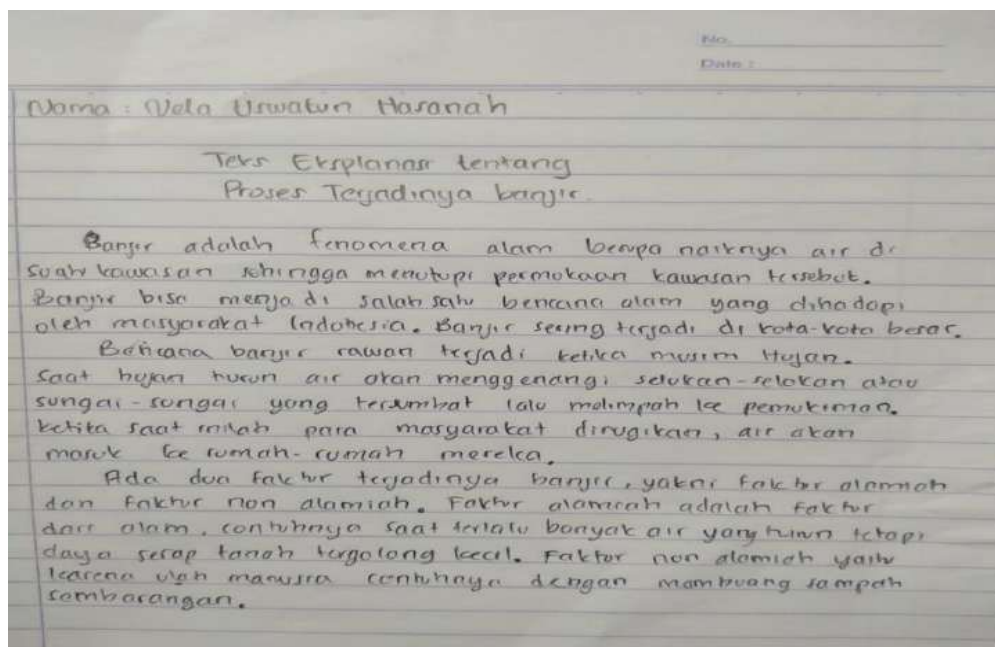 No.
Date :
Nama : Vela Uswatun Hasanah
Teks Eksplanasi tentang
Proses Terjadinya banjir.
Banjir adalah fenomena alam berupa naiknya air di
suatu kawasan sehingga menutupi permukaan kawasan tersebut.
Banjir bisa menjadi salah satu bencana alam yang dihadapi
oleh masyarakat Indonesia. Banjir sering terjadi di kota-kota besar.
Bencana banjir rawan terjadi ketika musim Hujan.
Saat hujan turun air akan menggenangi selokan-selokan atau
sungai-sungai yang tersumbat lalu melimpah ke pemukiman.
ketika saat inilah para masyarakat dirugikan, air akan
masuk ke rumah-rumah mereka.
Ada dua faktor terjadinya banjir, yakni faktor alamiah
dan faktor non alamiah. Faktor alamiah adalah faktor
dari alam, contohnya saat terlalu banyak air yang turun tetapi
daya serap tanah tergolong kecil. Faktor non alamiah yaitu
karena ulah manusia contohnya dengan membuang sampah
sembarangan.